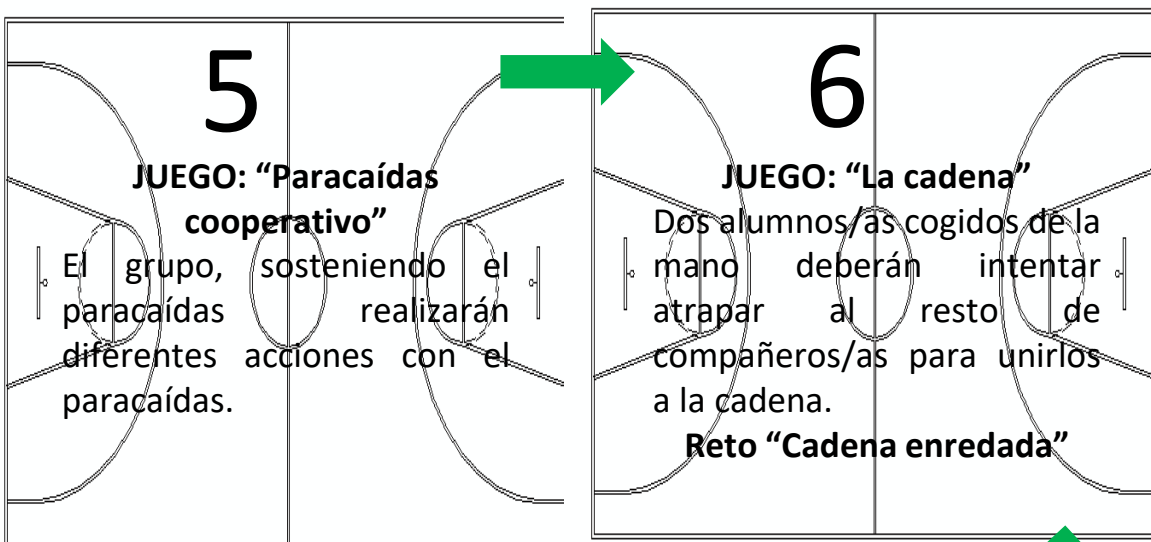 5
JUEGO: “Paracaídas
cooperativo”
El grupo, sosteniendo el
paracaídas realizarán
diferentes acciones con el
paracaídas.
6
JUEGO: “La cadena”
Dos alumnos/as cogidos de la
mano deberán intentar
atrapar al resto de
compañeros/as para unirlos
a la cadena.
Reto “Cadena enredada”